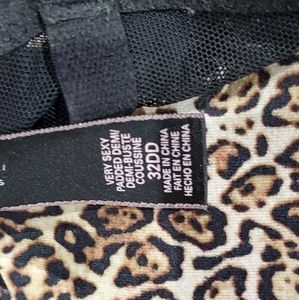 VERY SEXY
PADDED DEMI
DEMI-BUSTE
COUSSINÉ
32DD
MADE IN CHINA
FAIT EN CHINE
HECHO EN CHINA